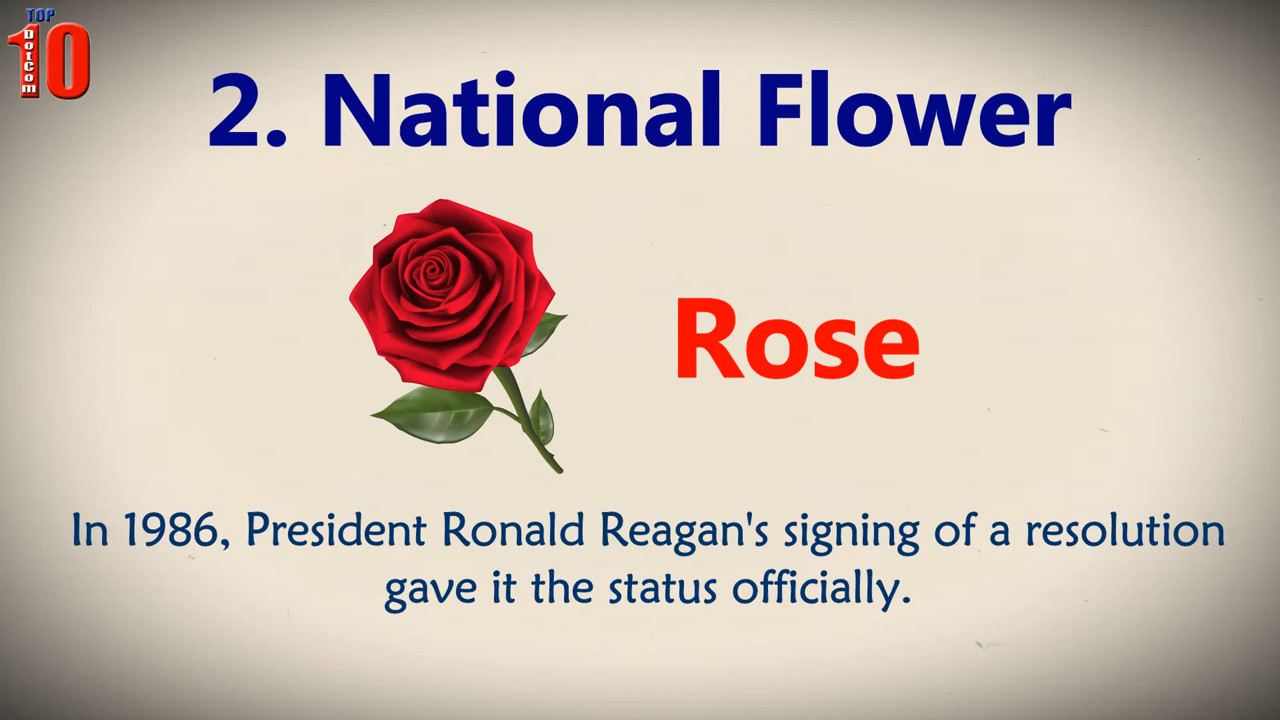 TOP
10
Dotcom
2. National Flower
Rose
In 1986, President Ronald Reagan's signing of a resolution
gave it the status officially.